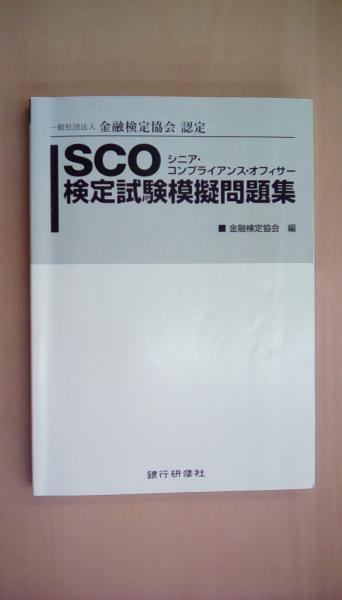 一般社団法人 金融検定協会 認定
SCO シニア・
コンプライアンス・オフィサー
検定試験模擬問題集
■ 金融検定協会 編
銀行研修社